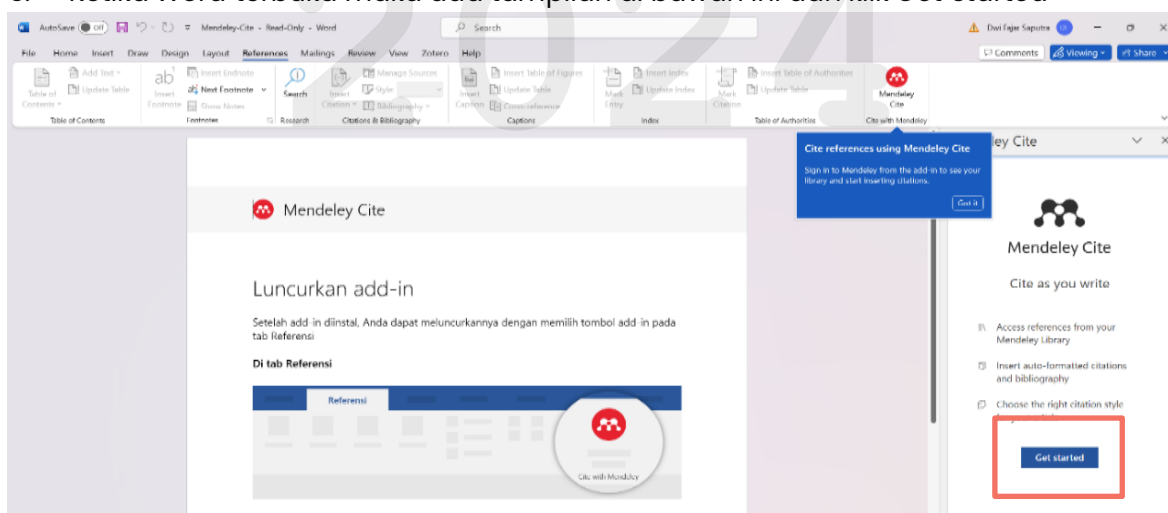 Ketika Word terbuka maka ada tampilan di bawah ini dan klik Get started
2024
AutoSave Off Mendeley-Cite - Read-Only - Word Search Dwi Fajar Saputra
File Home Insert Draw Design Layout References Mailings Review View Zotero Help Comments Viewing Share
Table of Contents
Add Text
Update Table
Table of Contents
ab
Insert Footnote
Insert Endnote
Next Footnote
Show Notes
Footnotes
Search
Research
Insert Citation
Manage Sources
Style:
Bibliography
Citations & Bibliography
Insert Caption
Insert Table of Figures
Update Table
Cross-reference
Captions
Mark Entry
Insert Index
Update Index
Index
Mark Citation
Insert Table of Authorities
Update Table
Table of Authorities
Mendeley Cite
Cite with Mendeley
Cite references using Mendeley Cite
Sign in to Mendeley from the add-in to see your
library and start inserting citations.
Got it
ley Cite
Mendeley Cite
Cite as you write
Access references from your
Mendeley Library
Insert auto-formatted citations
and bibliography
Choose the right citation style
Get started
Mendeley Cite
Luncurkan add-in
Setelah add-in diinstal, Anda dapat meluncurkannya dengan memilih tombol add-in pada
tab Referensi
Di tab Referensi
Referensi
Cite with Mendeley